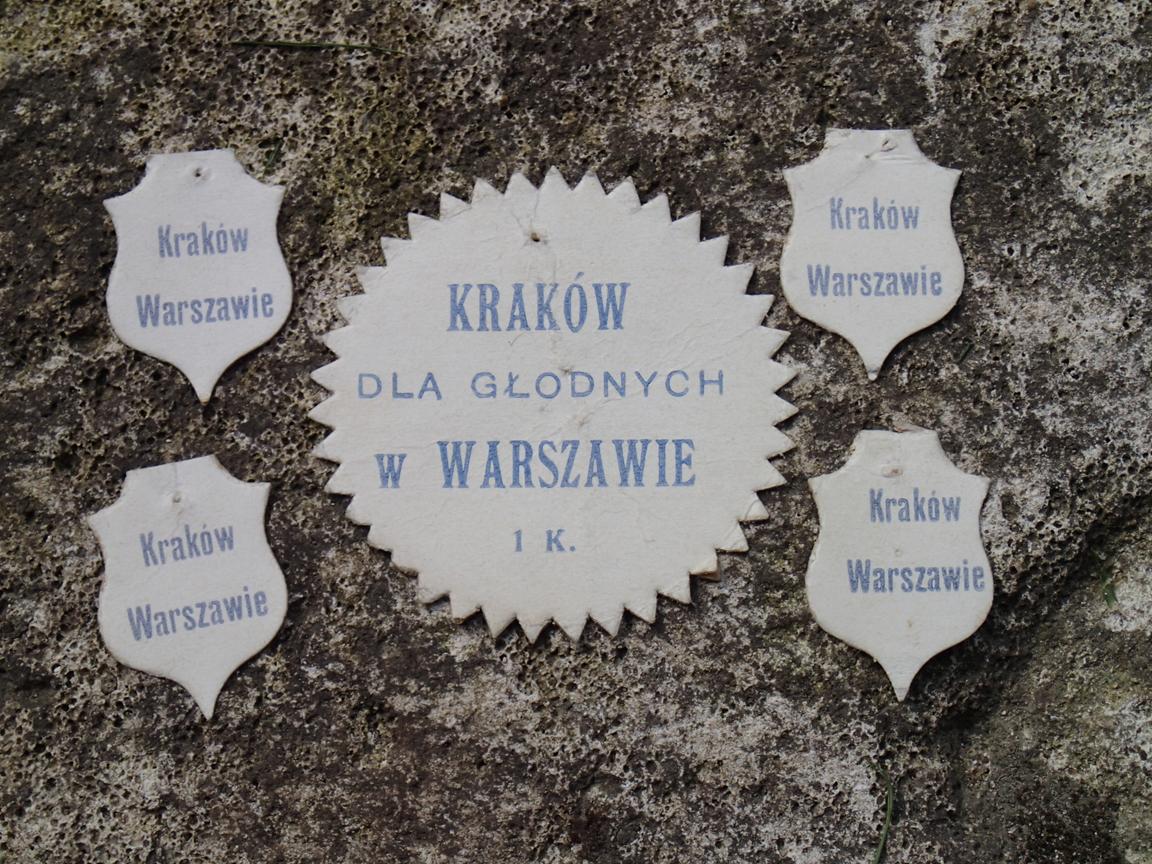 Kraków
Warszawie
KRAKÓW
DLA GŁODNYCH
W WARSZAWIE
1 K.
Kraków
Warszawie
Kraków
Warszawie
Kraków
Warszawie